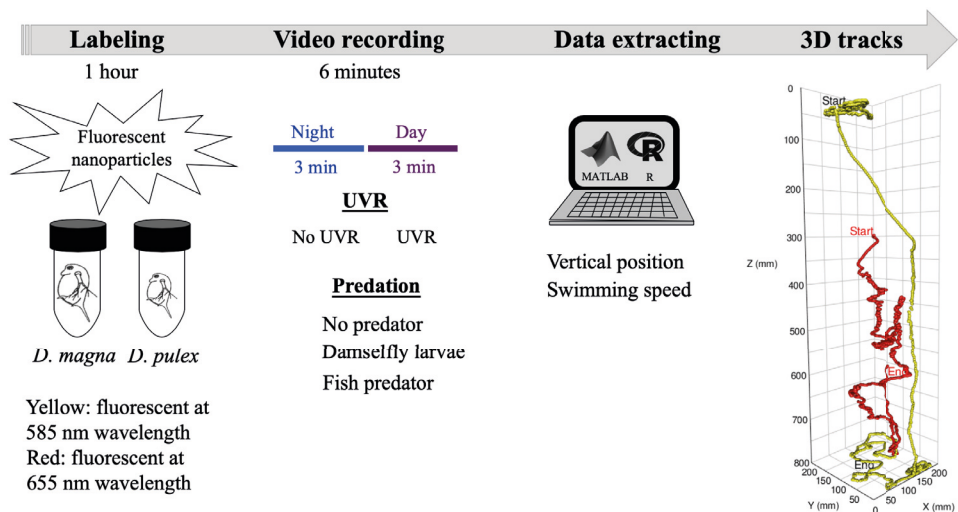 Labeling
Video recording
Data extracting
3D tracks
1 hour
6 minutes
Fluorescent
nanoparticles
D. magna
D. pulex
Yellow: fluorescent at
585 nm wavelength
Red: fluorescent at
655 nm wavelength
Night
Day
3 min
3 min
UVR
No UVR
UVR
Predation
No predator
Damselfly larvae
Fish predator
MATLAB
R
R
Vertical position
Swimming speed
0
100
200
300
400
500
600
700
800
Z (mm)
Start
Start
End
End
200
150
100
50
0
Y (mm)
50
100
150
200
X (mm)